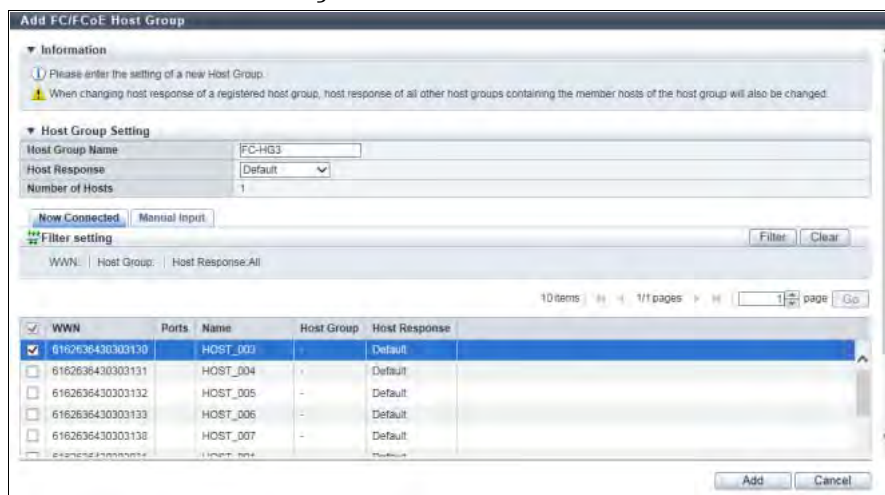 Add FC/FCoE Host Group
Information
Please enter the setting of a new Host Group.
When changing host response of a registered host group, host response of all other host groups containing the member hosts of the host group will also be changed.
Host Group Setting
Host Group Name FC-HG3
Host Response Default
Number of Hosts 1
Now Connected Manual Input
Filter setting Filter Clear
WWN: Host Group: Host Response:All
10 items 1/1 pages 1 page Go
WWN Ports Name Host Group Host Response
6162636430303130 HOST_003 - Default
6162636430303131 HOST_004 - Default
6162636430303132 HOST_005 - Default
6162636430303133 HOST_006 - Default
6162636430303138 HOST_007 - Default
Add Cancel